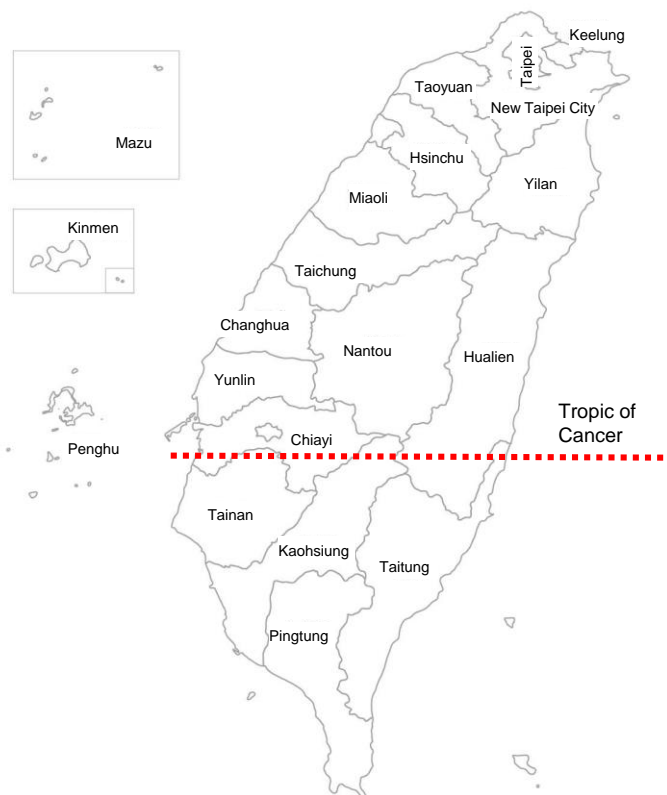 Keelung
Taipei
Taoyuan
New Taipei City
Mazu
Hsinchu
Yilan
Miaoli
Kinmen
Taichung
Changhua
Nantou
Hualien
Yunlin
Tropic of
Cancer
Chiayi
Penghu
Tainan
Kaohsiung
Taitung
Pingtung